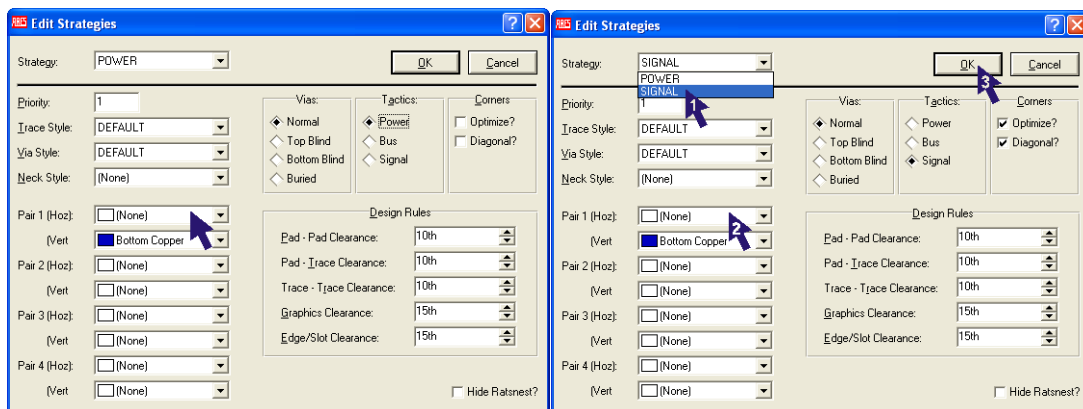 ARES Edit Strategies
Strategy: POWER
OK Cancel
Priority: 1
Trace Style: DEFAULT
Via Style: DEFAULT
Neck Style: (None)
Vias:
Normal
Top Blind
Bottom Blind
Buried
Tactics:
Power
Bus
Signal
Corners
Optimize?
Diagonal?
Pair 1 (Hoz): (None)
(Vert Bottom Copper
Pair 2 (Hoz): (None)
(Vert (None)
Pair 3 (Hoz): (None)
(Vert (None)
Pair 4 (Hoz): (None)
(Vert (None)
Design Rules
Pad - Pad Clearance: 10th
Pad - Trace Clearance: 10th
Trace - Trace Clearance: 10th
Graphics Clearance: 15th
Edge/Slot Clearance: 15th
Hide Ratsnest?
ARES Edit Strategies
Strategy: SIGNAL
POWER
SIGNAL
1
OK Cancel
3
Priority: 1
Trace Style: DEFAULT
Via Style: DEFAULT
Neck Style: (None)
Vias:
Normal
Top Blind
Bottom Blind
Buried
Tactics:
Power
Bus
Signal
Corners
Optimize?
Diagonal?
Pair 1 (Hoz): (None)
2
(Vert Bottom Copper
Pair 2 (Hoz): (None)
(Vert (None)
Pair 3 (Hoz): (None)
(Vert (None)
Pair 4 (Hoz): (None)
(Vert (None)
Design Rules
Pad - Pad Clearance: 10th
Pad - Trace Clearance: 10th
Trace - Trace Clearance: 10th
Graphics Clearance: 15th
Edge/Slot Clearance: 15th
Hide Ratsnest?